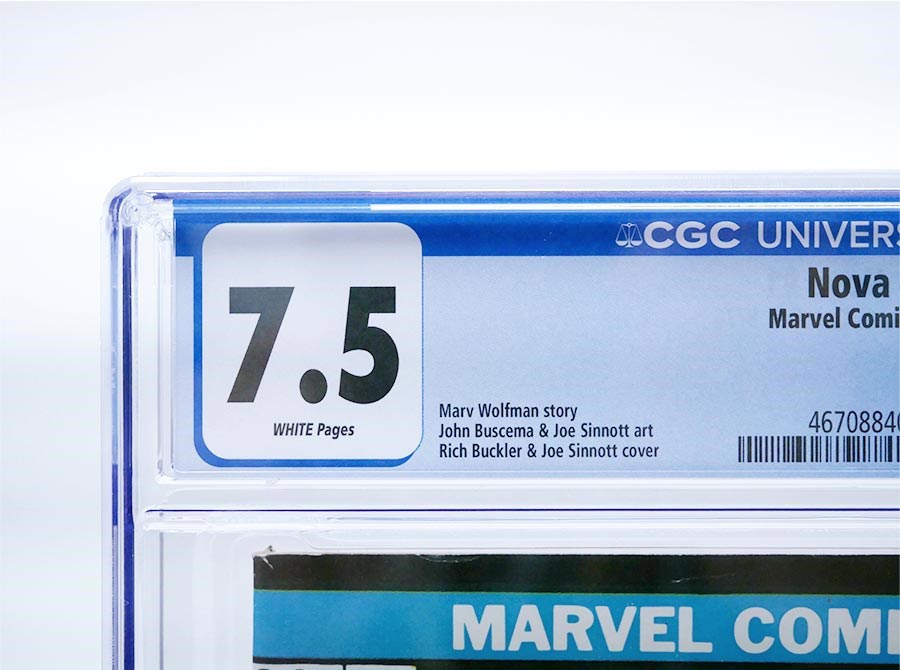 CGC UNIVERS
7.5
WHITE Pages
Nova
Marvel Comi
Marv Wolfman story
John Buscema & Joe Sinnott art
Rich Buckler & Joe Sinnott cover
46708840
MARVEL COMI